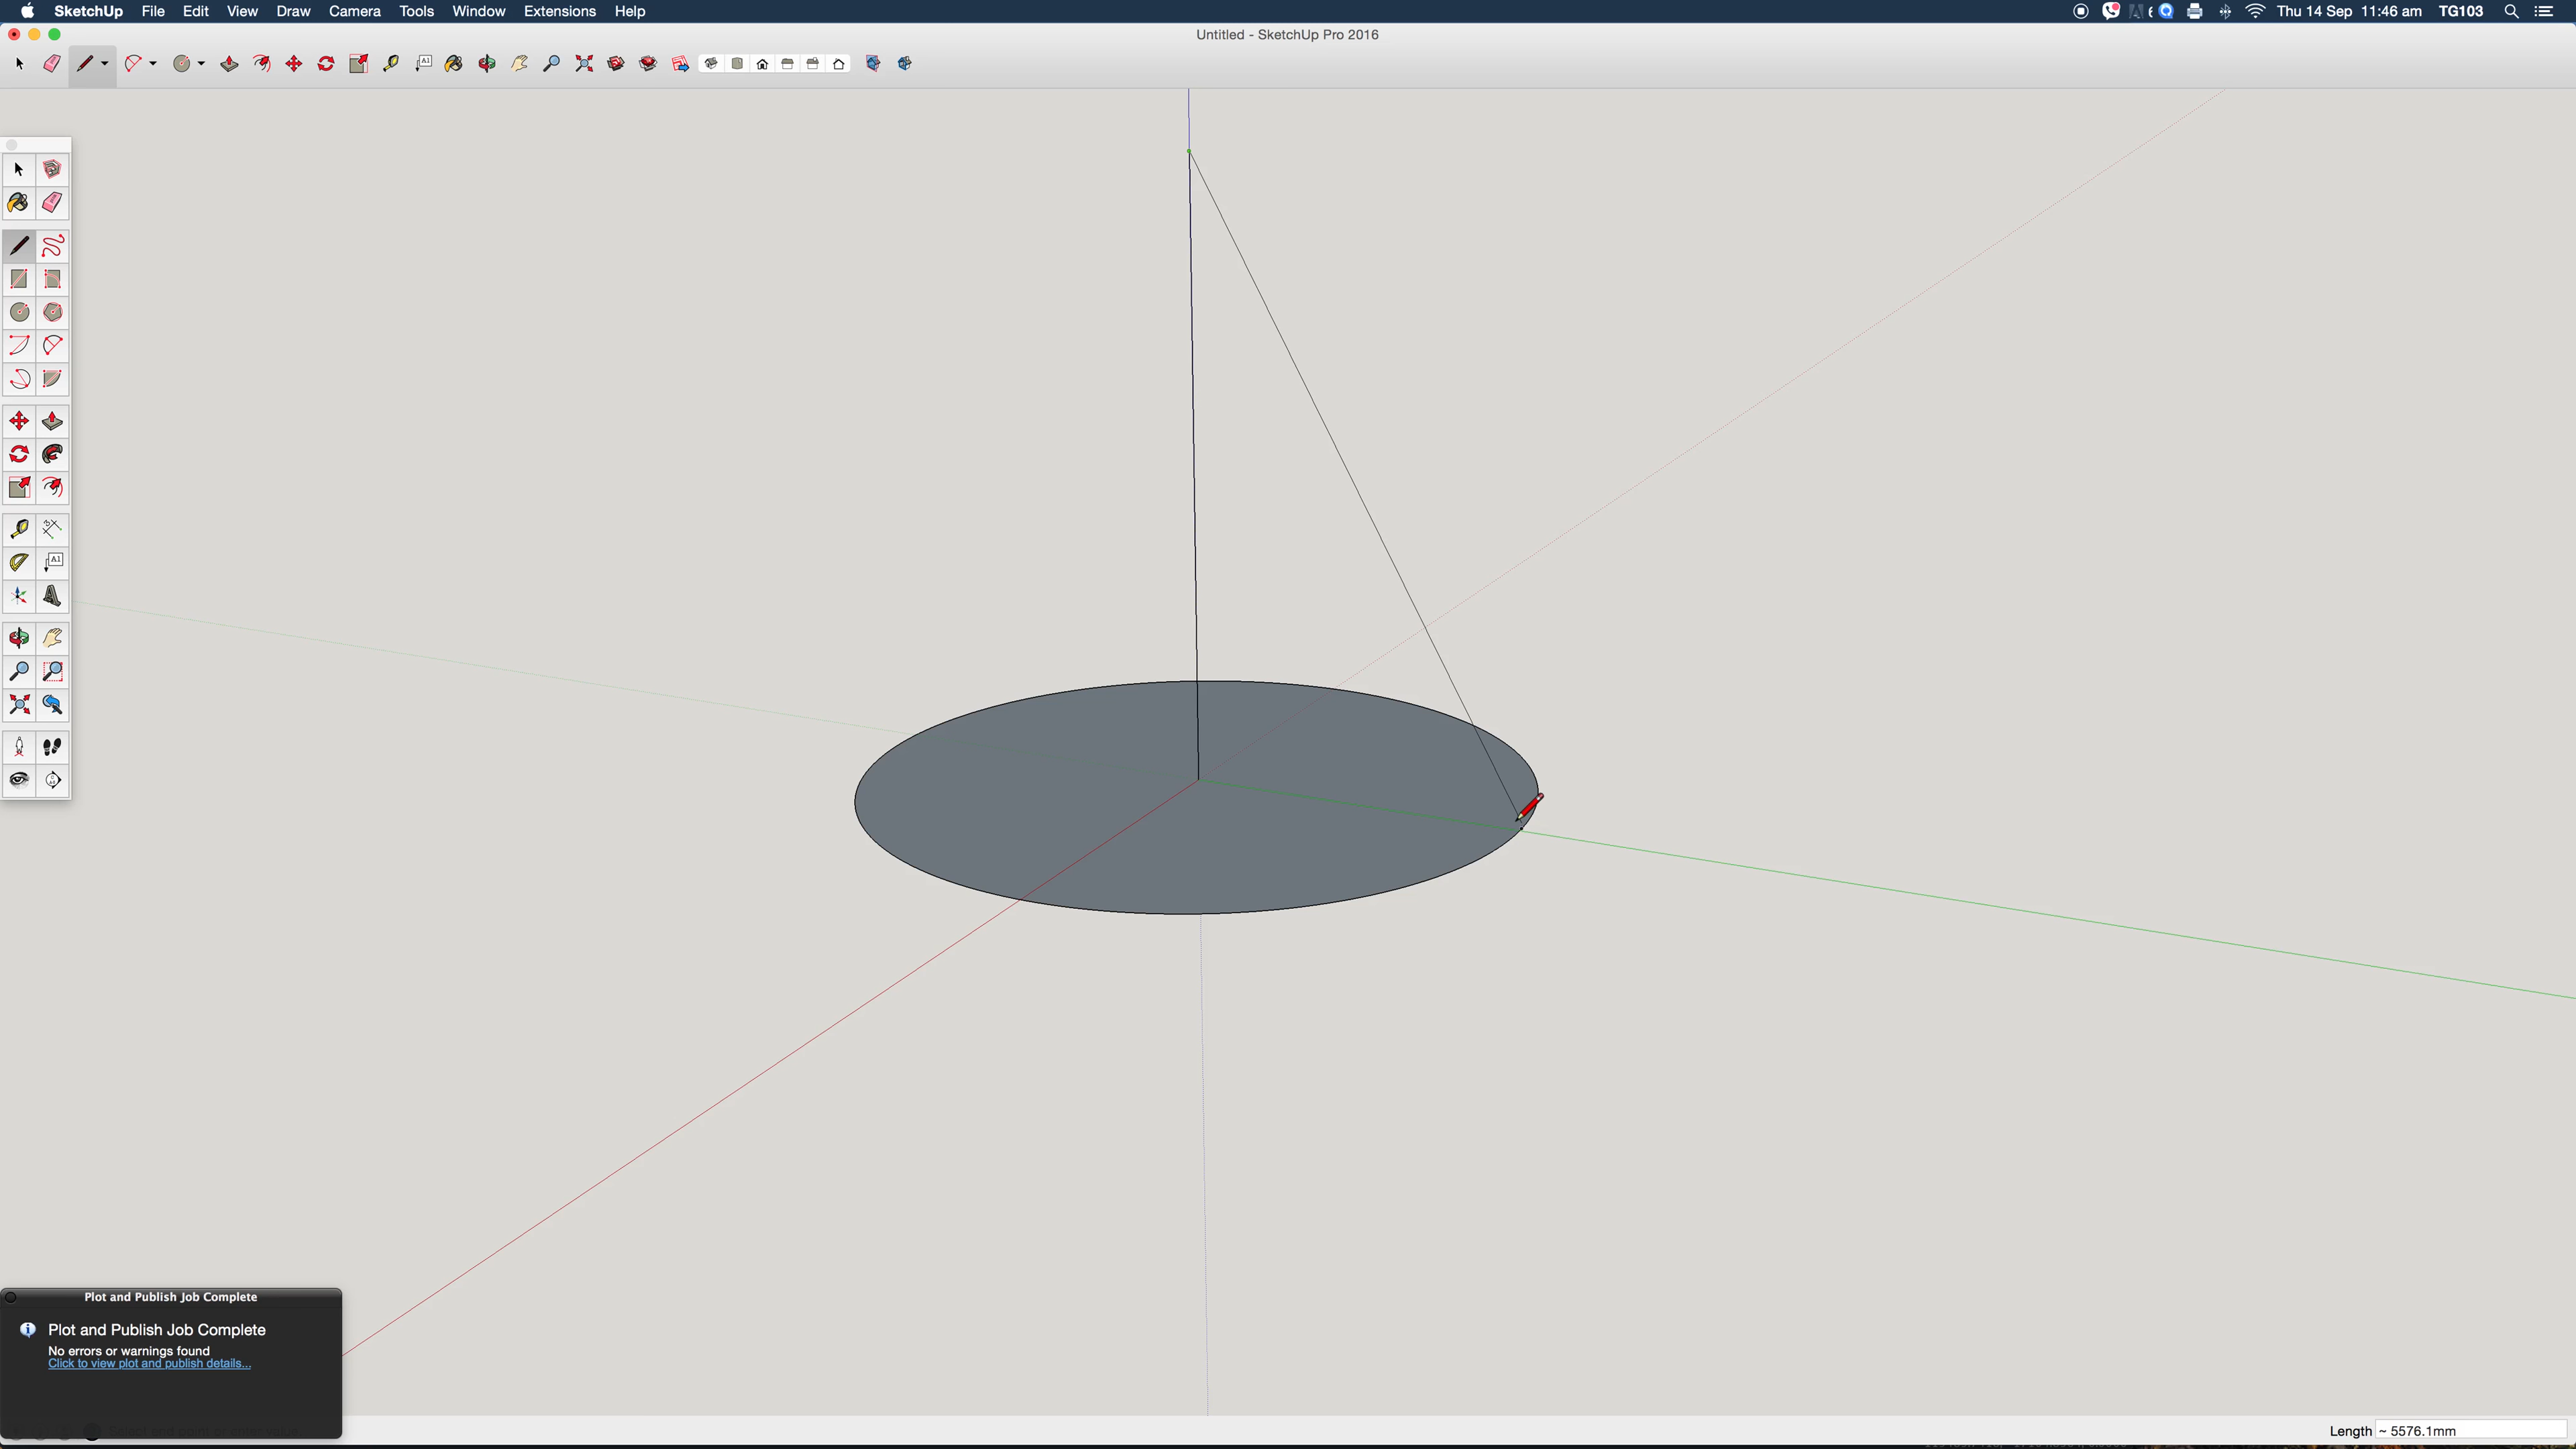 SketchUp File Edit View Draw Camera Tools Window Extensions Help Thu 14 Sep 11:46 am TG103
Untitled - SketchUp Pro 2016
Plot and Publish Job Complete
Plot and Publish Job Complete
No errors or warnings found
Click to view plot and publish details...
Length ~ 5576.1mm